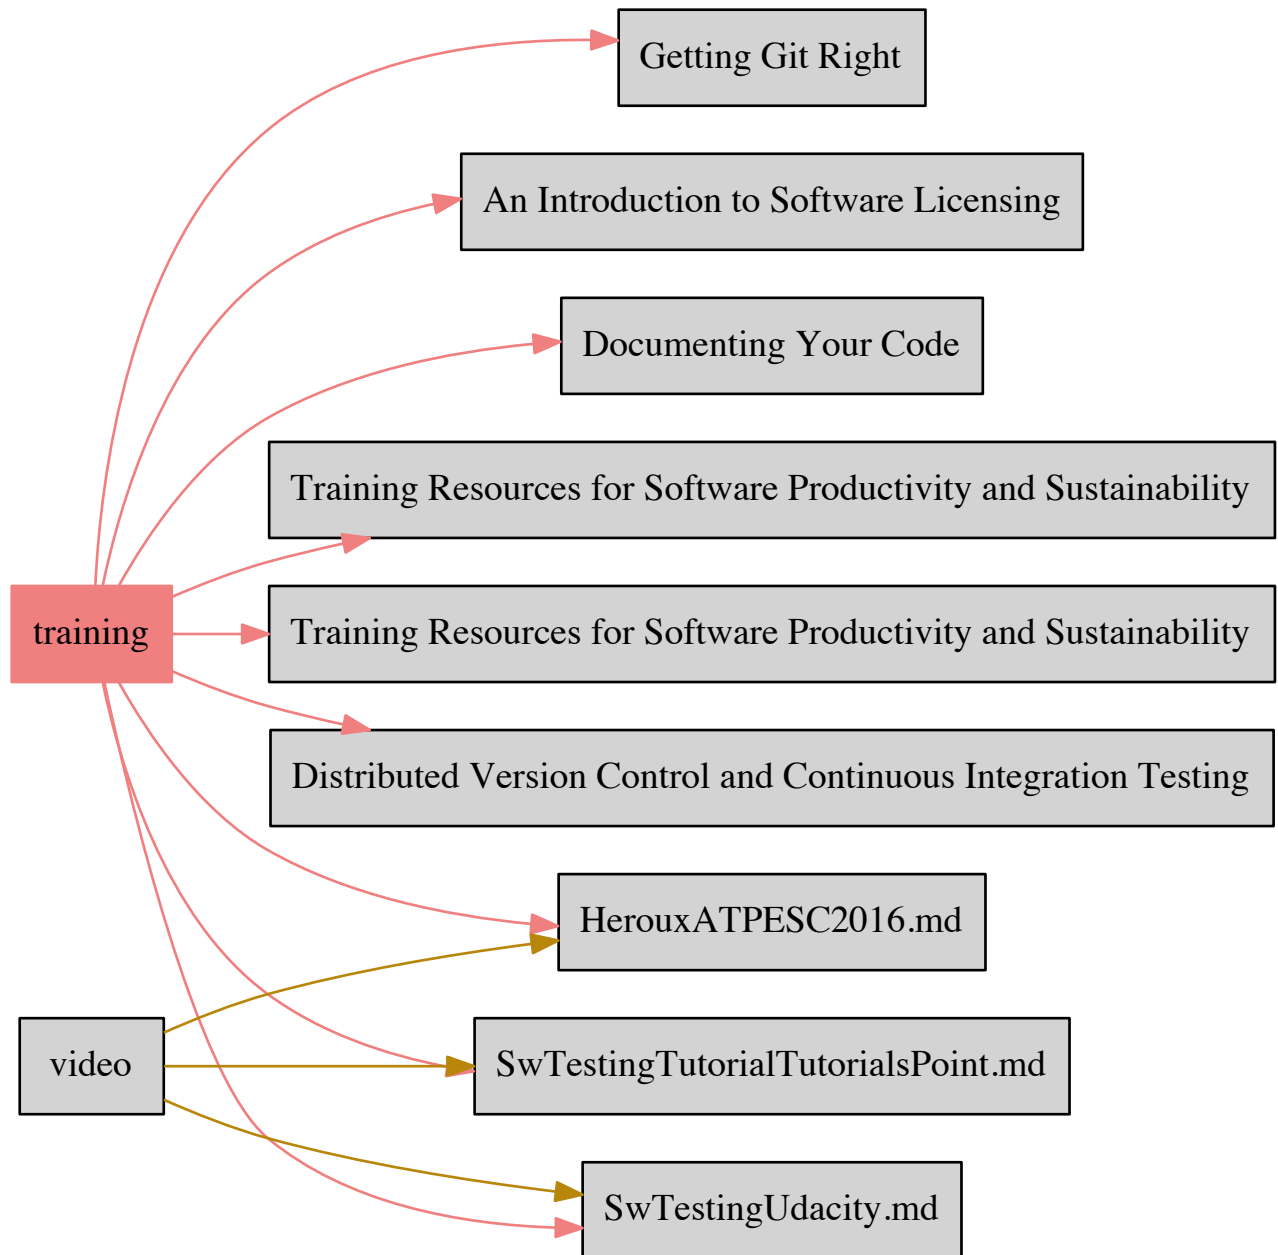 Getting Git Right
An Introduction to Software Licensing
Documenting Your Code
Training Resources for Software Productivity and Sustainability
training
Training Resources for Software Productivity and Sustainability
Distributed Version Control and Continuous Integration Testing
HerouxATPESC2016.md
video
SwTestingTutorialTutorialsPoint.md
SwTestingUdacity.md